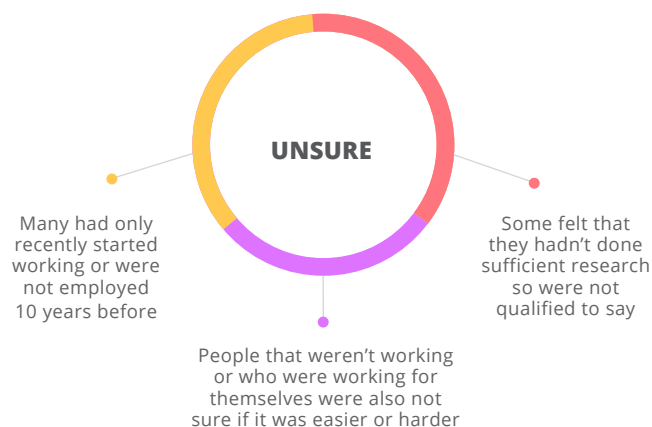 UNSURE
Many had only
recently started
working or were
not employed
10 years before
Some felt that
they hadn’t done
sufficient research
so were not
qualified to say
People that weren’t working
or who were working for
themselves were also not
sure if it was easier or harder